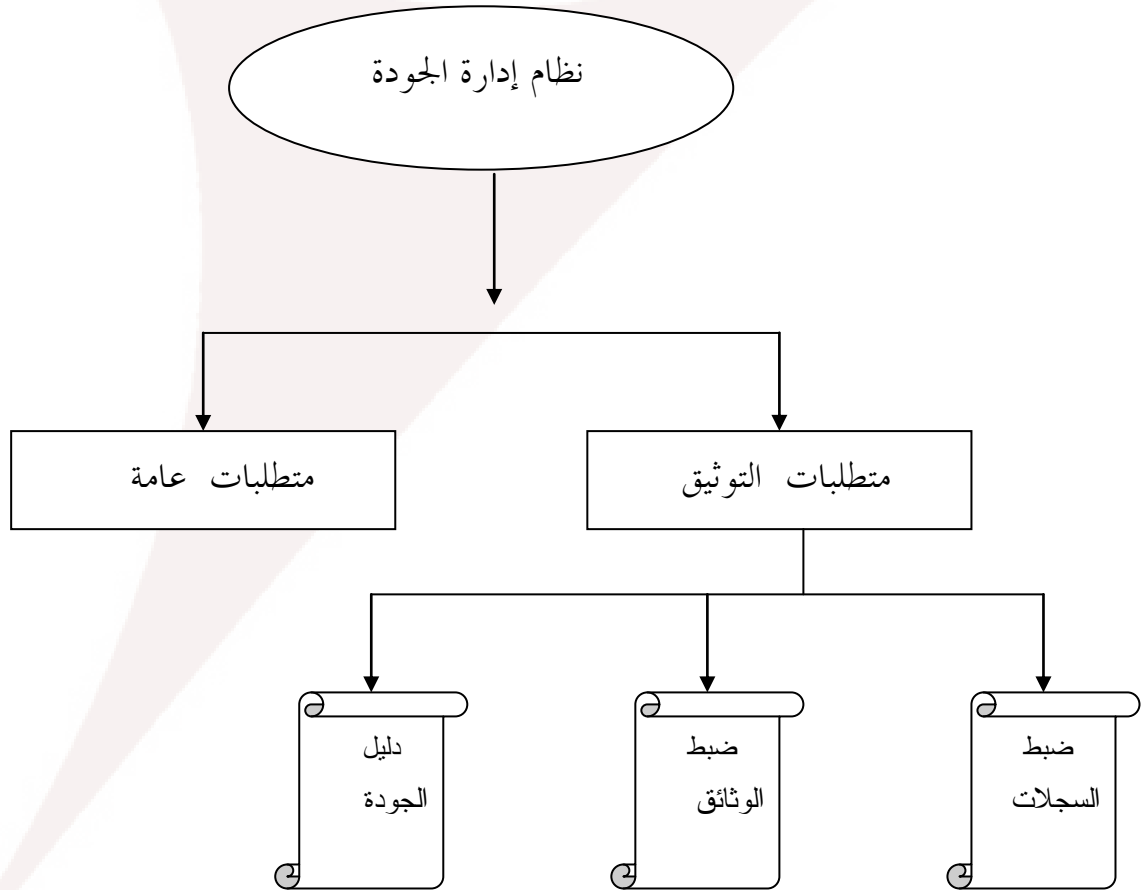 نظام إدارة الجودة
متطلبات التوثيق
متطلبات عامة
ضبط
السجلات
ضبط
الوثائق
دليل
الجودة